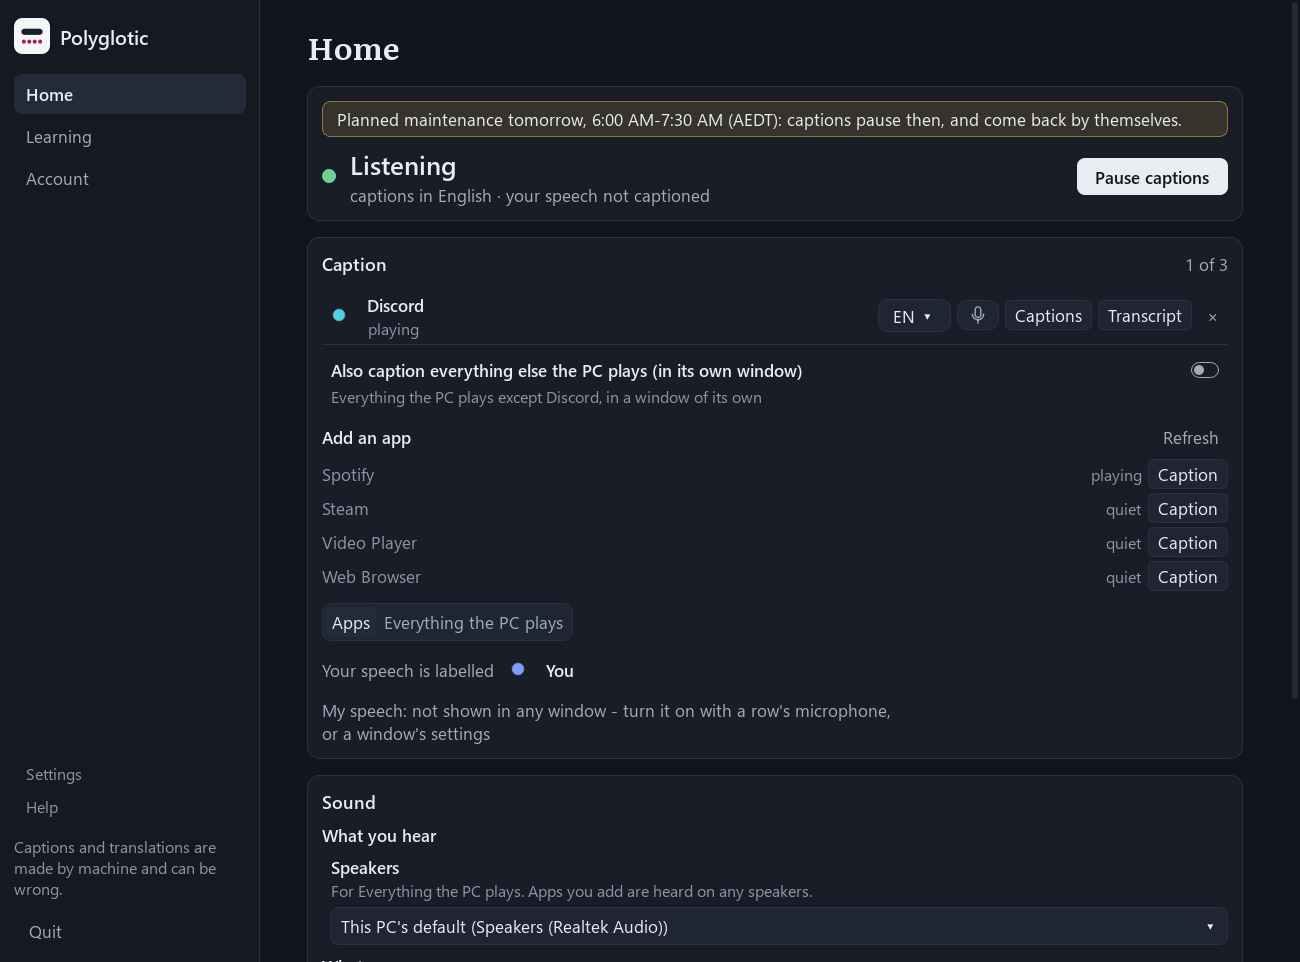 Polyglotic
Home
Learning
Account
Settings
Help
Captions and translations are
made by machine and can be
wrong.
Quit
Home
Planned maintenance tomorrow, 6:00 AM-7:30 AM (AEDT): captions pause then, and come back by themselves.
Listening
captions in English · your speech not captioned
Pause captions
Caption
1 of 3
Discord
playing
EN
Captions
Transcript
×
Also caption everything else the PC plays (in its own window)
Everything the PC plays except Discord, in a window of its own
Add an app
Refresh
Spotify
playing
Caption
Steam
quiet
Caption
Video Player
quiet
Caption
Web Browser
quiet
Caption
Apps
Everything the PC plays
Your speech is labelled
You
My speech: not shown in any window - turn it on with a row's microphone,
or a window's settings
Sound
What you hear
Speakers
For Everything the PC plays. Apps you add are heard on any speakers.
This PC's default (Speakers (Realtek Audio))